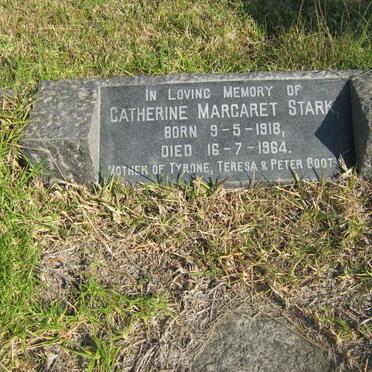 IN LOVING MEMORY OF
CATHERINE MARGARET STARK
BORN 9-5-1918,
DIED 16-7-1964.
MOTHER OF TYRONE, TERESA & PETER BOOTS